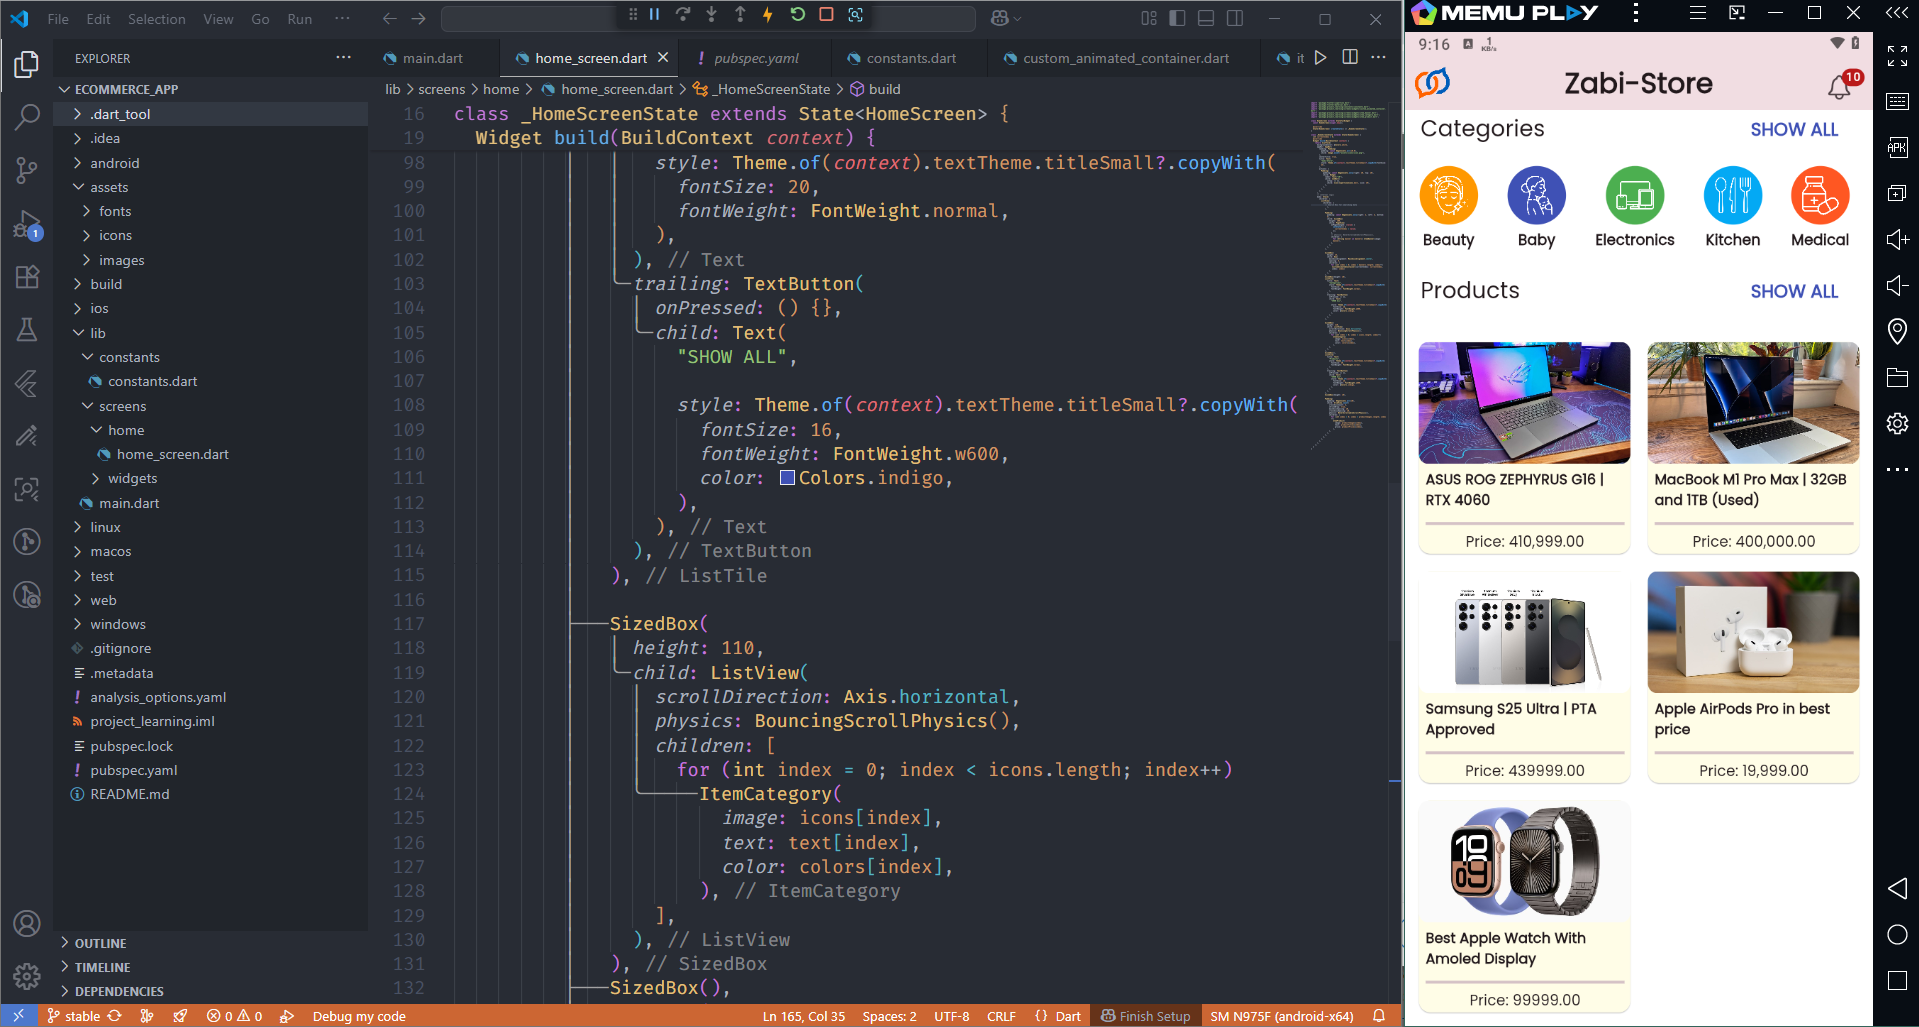 File Edit Selection View Go Run ...
EXPLORER
ECOMMERCE_APP
.dart_tool
.idea
android
assets
fonts
icons
images
build
ios
lib
constants
constants.dart
screens
home
home_screen.dart
widgets
main.dart
linux
macos
test
web
windows
.gitignore
.metadata
analysis_options.yaml
project_learning.iml
pubspec.lock
pubspec.yaml
README.md
OUTLINE
TIMELINE
DEPENDENCIES
1
main.dart home_screen.dart pubspec.yaml constants.dart custom_animated_container.dart it
lib > screens > home > home_screen.dart > _HomeScreenState > build
16 class _HomeScreenState extends State<HomeScreen> {
19 Widget build(BuildContext context) {
98 style: Theme.of(context).textTheme.titleSmall?.copyWith(
99 fontSize: 20,
100 fontWeight: FontWeight.normal,
101 ),
102 ), // Text
103 trailing: TextButton(
104 onPressed: () {},
105 child: Text(
106 "SHOW ALL",
107
108 style: Theme.of(context).textTheme.titleSmall?.copyWith(
109 fontSize: 16,
110 fontWeight: FontWeight.w600,
111 color: Colors.indigo,
112 ),
113 ), // Text
114 ), // TextButton
115 ), // ListTile
116
117 SizedBox(
118 height: 110,
119 child: ListView(
120 scrollDirection: Axis.horizontal,
121 physics: BouncingScrollPhysics(),
122 children: [
123 for (int index = 0; index < icons.length; index++)
124 ItemCategory(
125 image: icons[index],
126 text: text[index],
127 color: colors[index],
128 ), // ItemCategory
129 ],
130 ), // ListView
131 ), // SizedBox
132 SizedBox(),
stable 0 0 Debug my code Ln 165, Col 35 Spaces: 2 UTF-8 CRLF {} Dart Finish Setup SM N975F (android-x64)
MEMU PLAY
9:16 A 1 KB/s
Zabi-Store
10
Categories SHOW ALL
Beauty Baby Electronics Kitchen Medical
Products SHOW ALL
ASUS ROG ZEPHYRUS G16 |
RTX 4060
Price: 410,999.00
MacBook M1 Pro Max | 32GB
and 1TB (Used)
Price: 400,000.00
Samsung S25 Ultra | PTA
Approved
Price: 439999.00
Apple AirPods Pro in best
price
Price: 19,999.00
Best Apple Watch With
Amoled Display
Price: 99999.00
APK